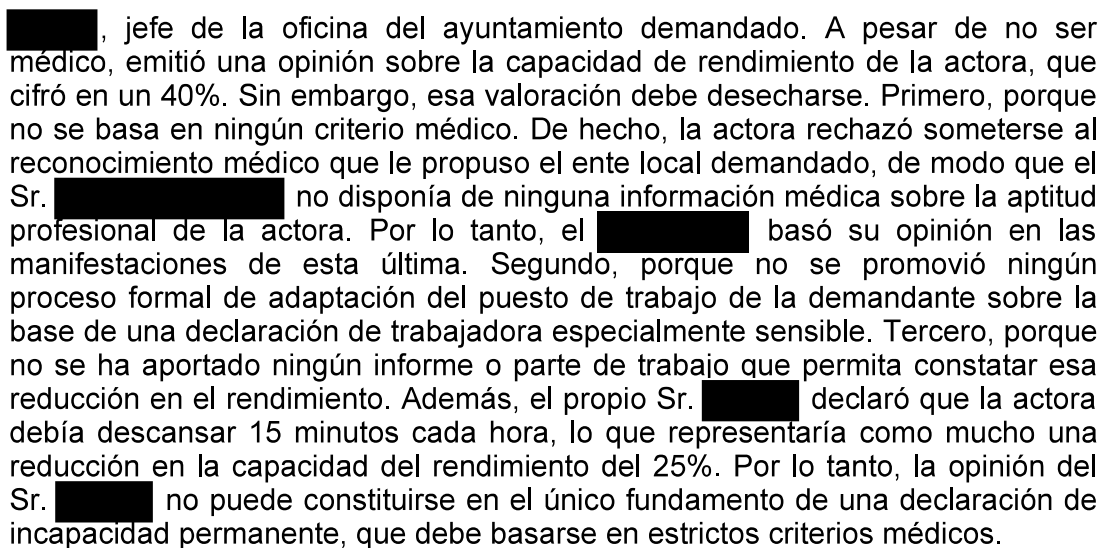 , jefe de la oficina del ayuntamiento demandado. A pesar de no ser
médico, emitió una opinión sobre la capacidad de rendimiento de la actora, que
cifró en un 40%. Sin embargo, esa valoración debe desecharse. Primero, porque
no se basa en ningún criterio médico. De hecho, la actora rechazó someterse al
reconocimiento médico que le propuso el ente local demandado, de modo que el
Sr. no disponía de ninguna información médica sobre la aptitud
profesional de la actora. Por lo tanto, el basó su opinión en las
manifestaciones de esta última. Segundo, porque no se promovió ningún
proceso formal de adaptación del puesto de trabajo de la demandante sobre la
base de una declaración de trabajadora especialmente sensible. Tercero, porque
no se ha aportado ningún informe o parte de trabajo que permita constatar esa
reducción en el rendimiento. Además, el propio Sr. declaró que la actora
debía descansar 15 minutos cada hora, lo que representaría como mucho una
reducción en la capacidad del rendimiento del 25%. Por lo tanto, la opinión del
Sr. no puede constituirse en el único fundamento de una declaración de
incapacidad permanente, que debe basarse en estrictos criterios médicos.